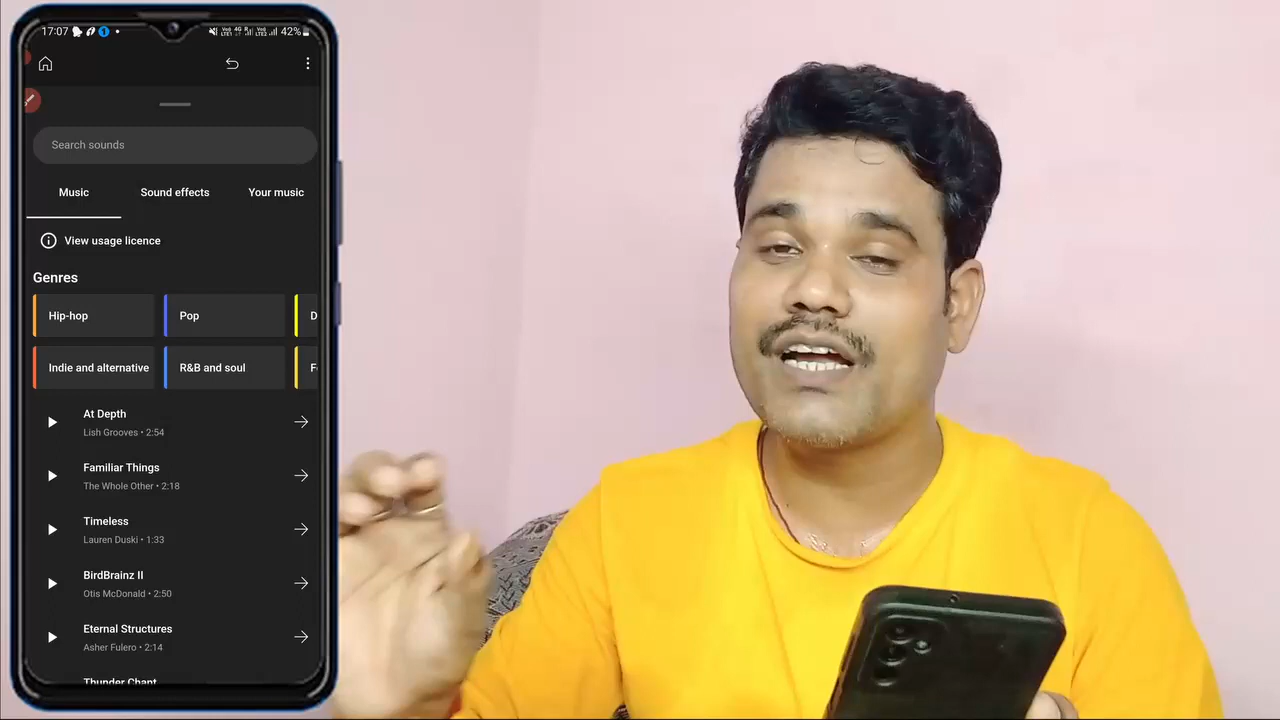 17:07 42%
Search sounds
Music Sound effects Your music
View usage licence
Genres
Hip-hop Pop D
Indie and alternative R&B and soul
At Depth
Lish Grooves • 2:54
Familiar Things
The Whole Other • 2:18
Timeless
Lauren Duski • 1:33
BirdBrainz II
Otis McDonald • 2:50
Eternal Structures
Asher Fulero • 2:14
Thunder Chant